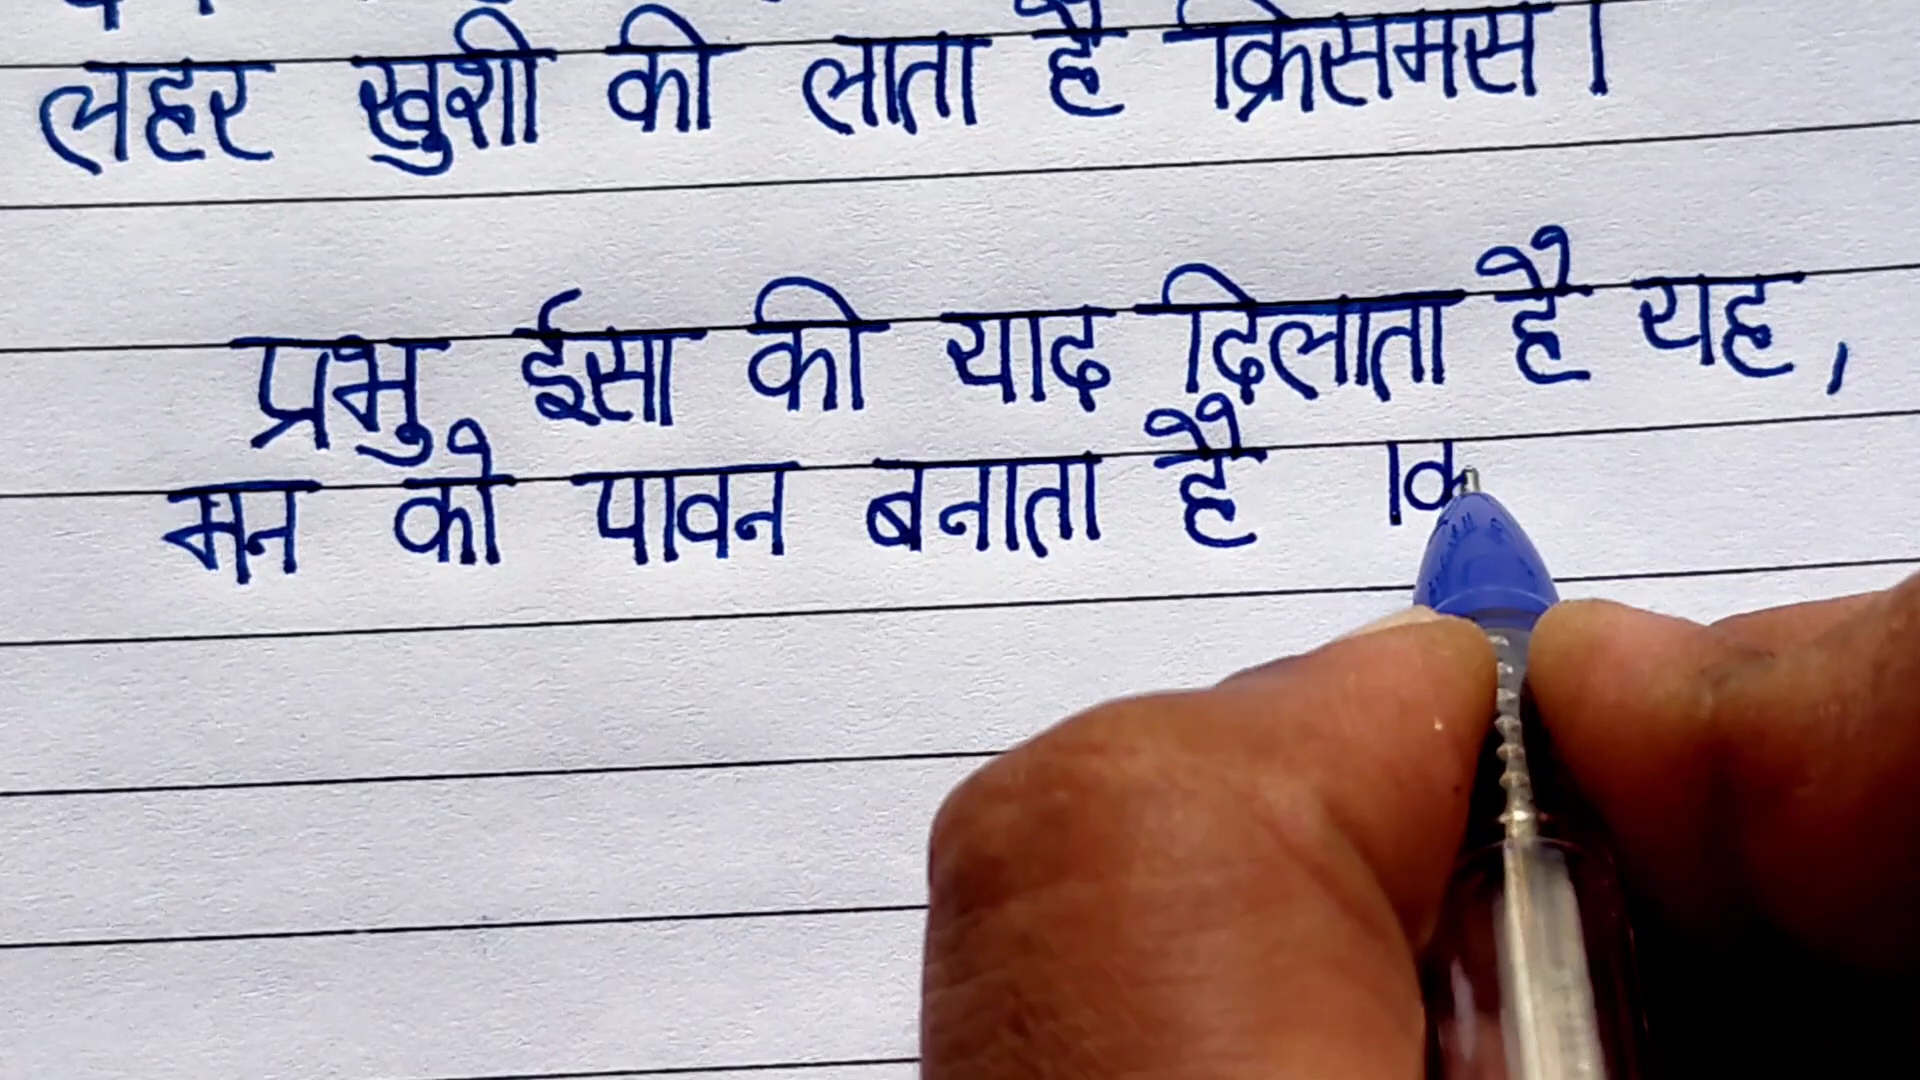 लहर खुशी की लाता है क्रिसमस।
प्रभु ईसा की याद दिलाता है यह,
मन को पावन बनाता है